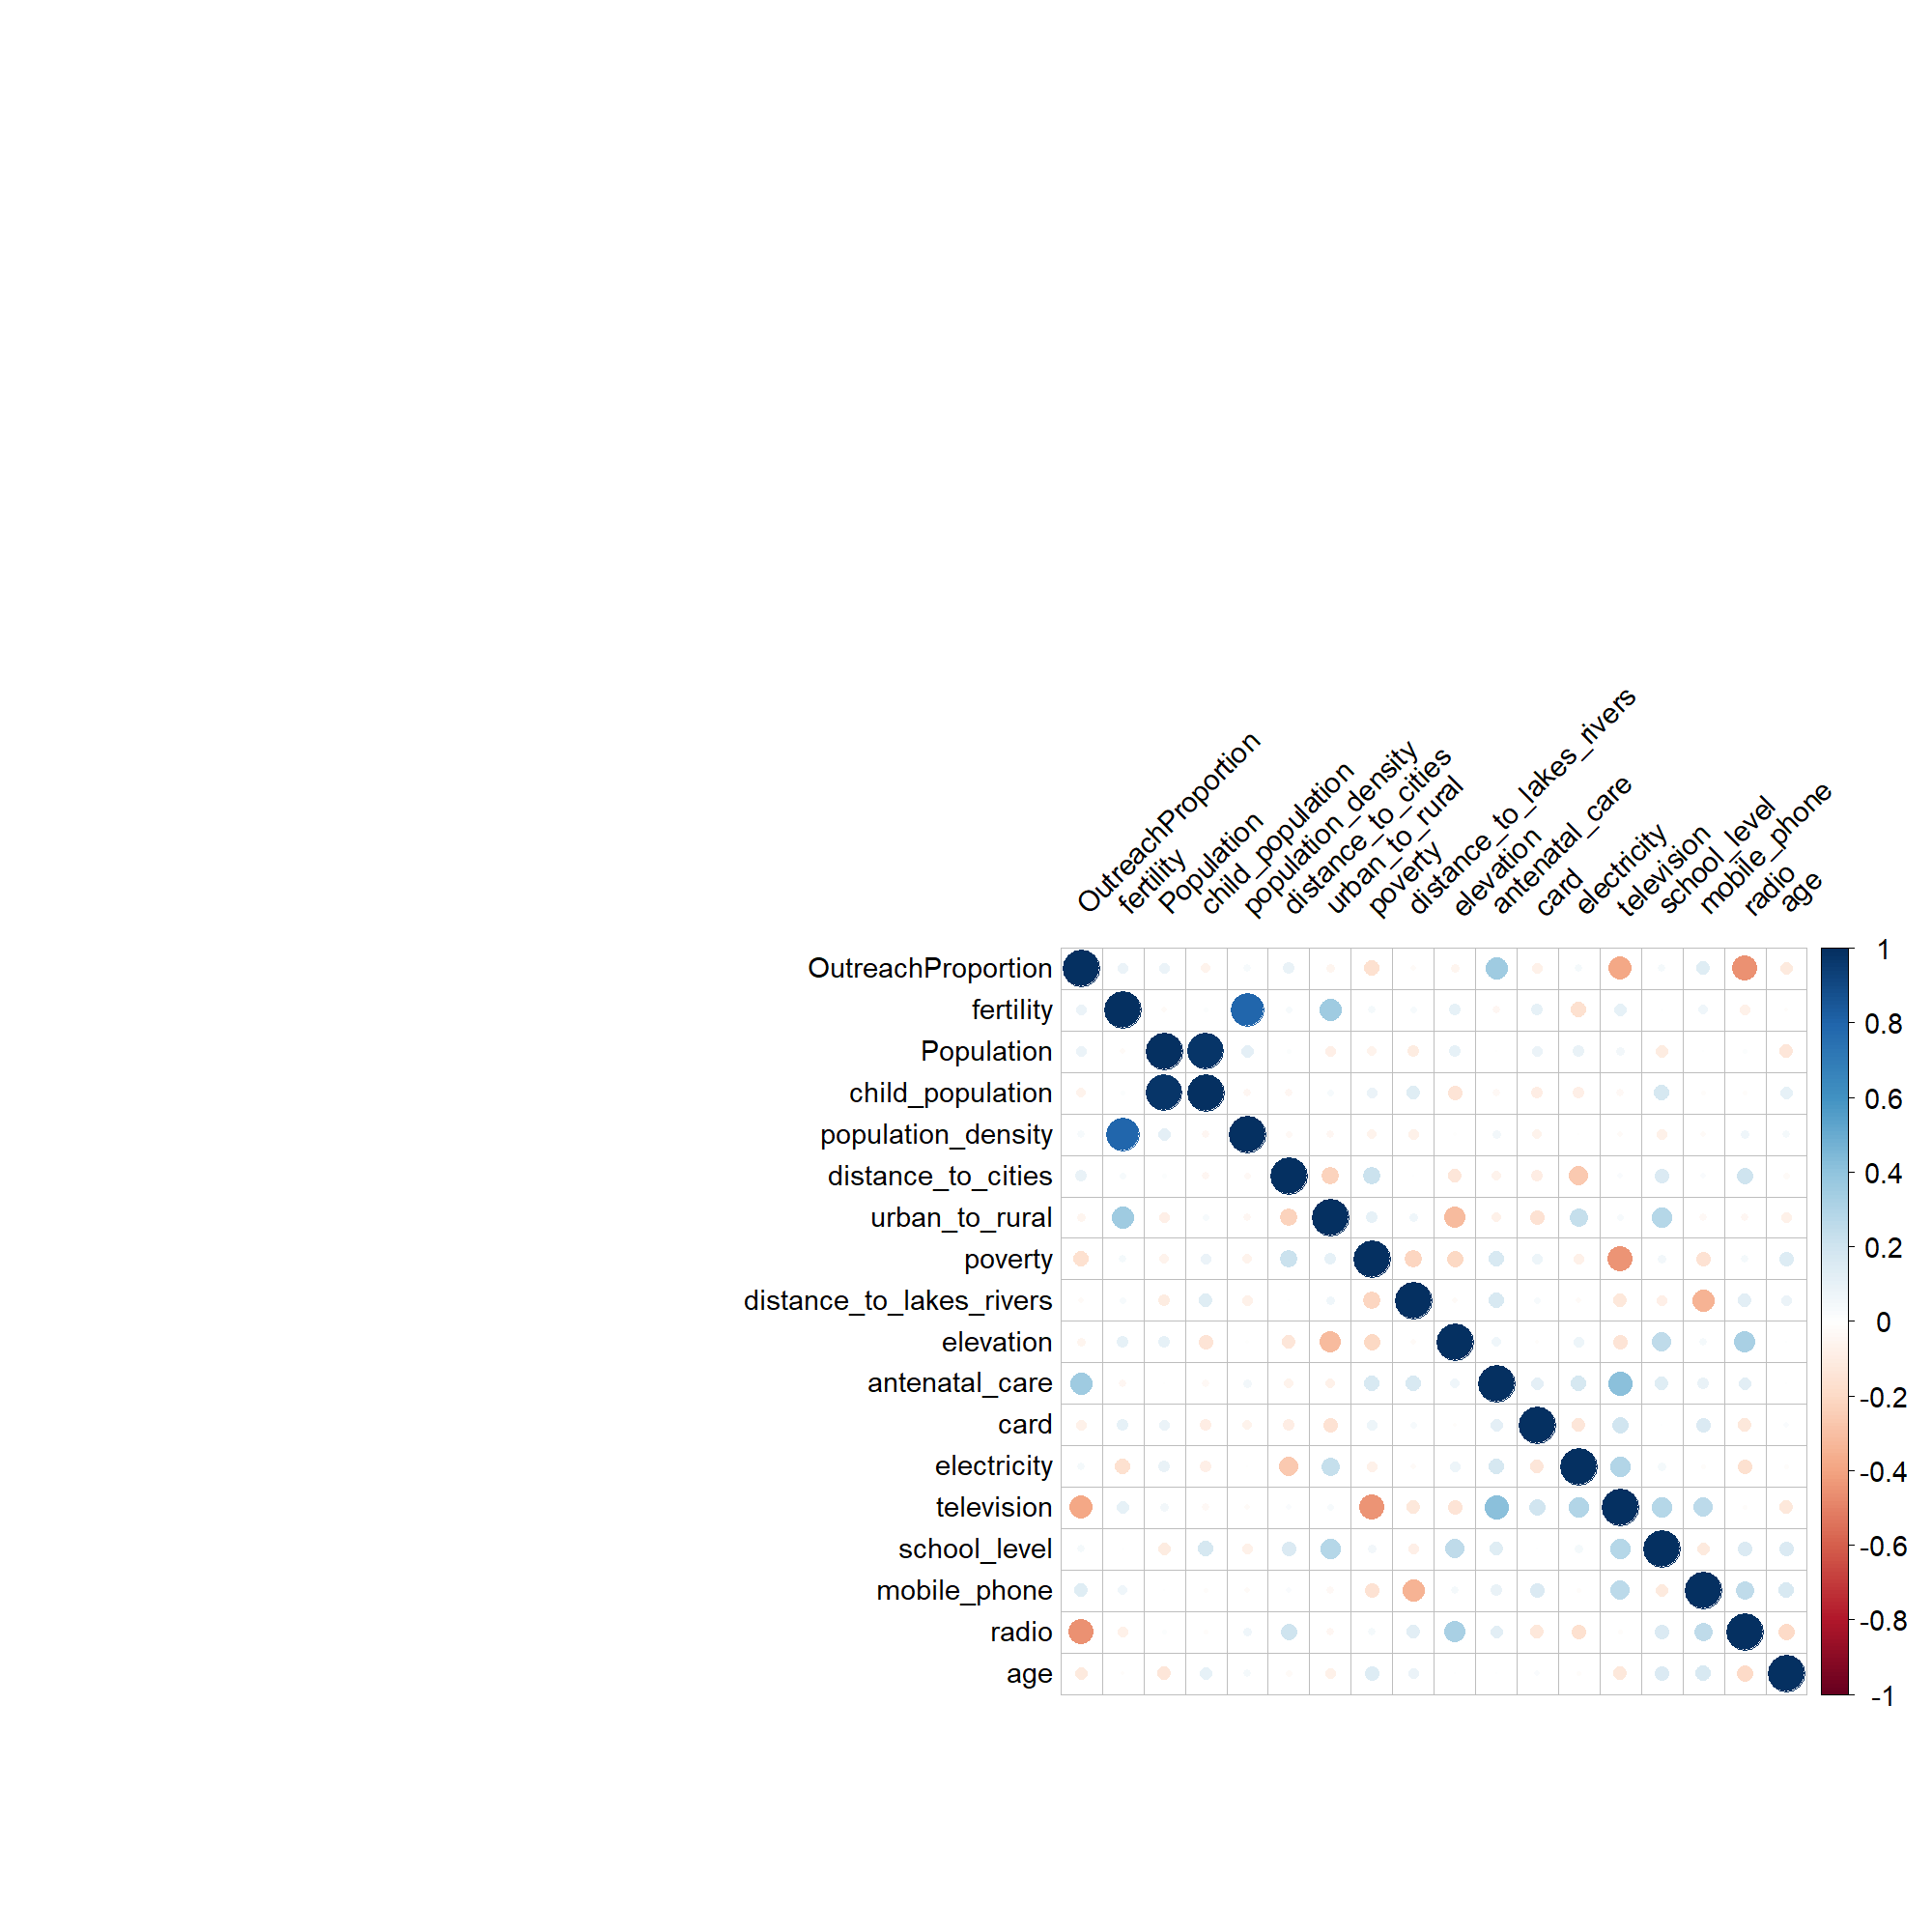 OutreachProportion
fertility
Population
child_population
population_density
distance_to_cities
urban_to_rural
poverty
distance_to_lakes_rivers
elevation
antenatal_care
card
electricity
television
school_level
mobile_phone
radio
age
OutreachProportion
fertility
Population
child_population
population_density
distance_to_cities
urban_to_rural
poverty
distance_to_lakes_rivers
elevation
antenatal_care
card
electricity
television
school_level
mobile_phone
radio
age
1
0.8
0.6
0.4
0.2
0
-0.2
-0.4
-0.6
-0.8
-1